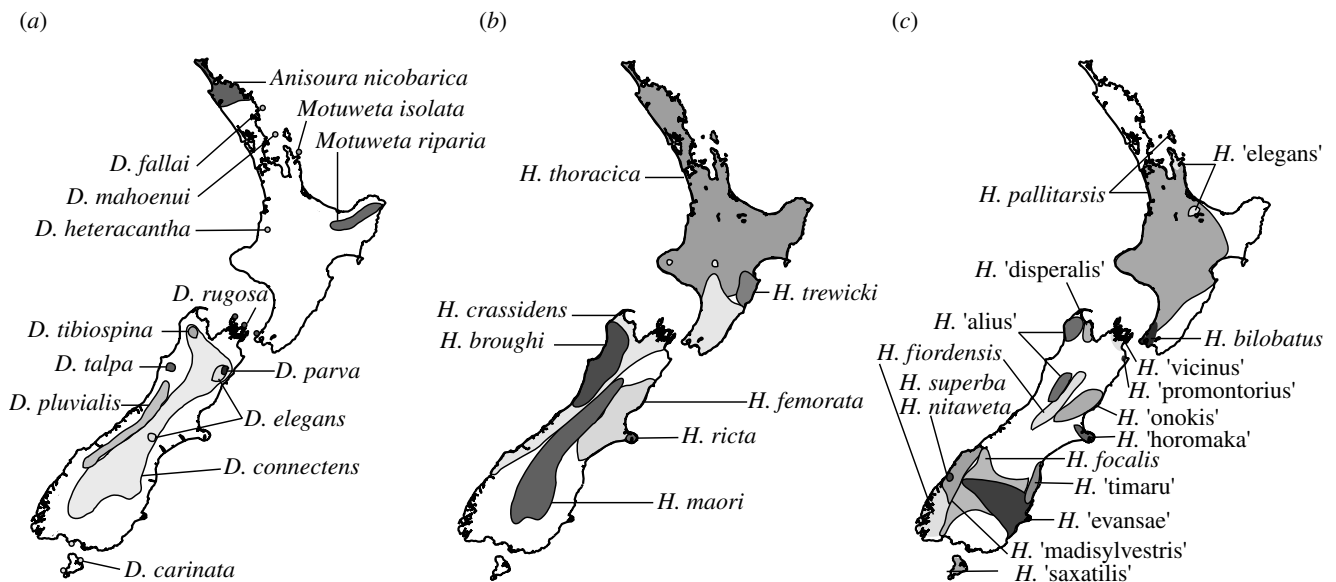 (a)
Anisoura nicobarica
Motuweta isolata
Motuweta riparia
D. fallai
D. mahoenui
D. heteracantha
D. rugosa
D. tibiospina
D. talpa
D. parva
D. pluvialis
D. elegans
D. connectens
D. carinata
(b)
H. thoracica
H. trewicki
H. crassidens
H. broughi
H. femorata
H. ricta
H. maori
(c)
H. 'elegans'
H. pallitarsis
H. 'disperalis'
H. 'alius'
H. bilobatus
H. fiordensis
H. 'vicinus'
H. superba
H. 'promontorius'
H. nitaweta
H. 'onokis'
H. 'horomaka'
H. focalis
H. 'timaru'
H. 'evansae'
H. 'madisylvestris'
H. 'saxatilis'